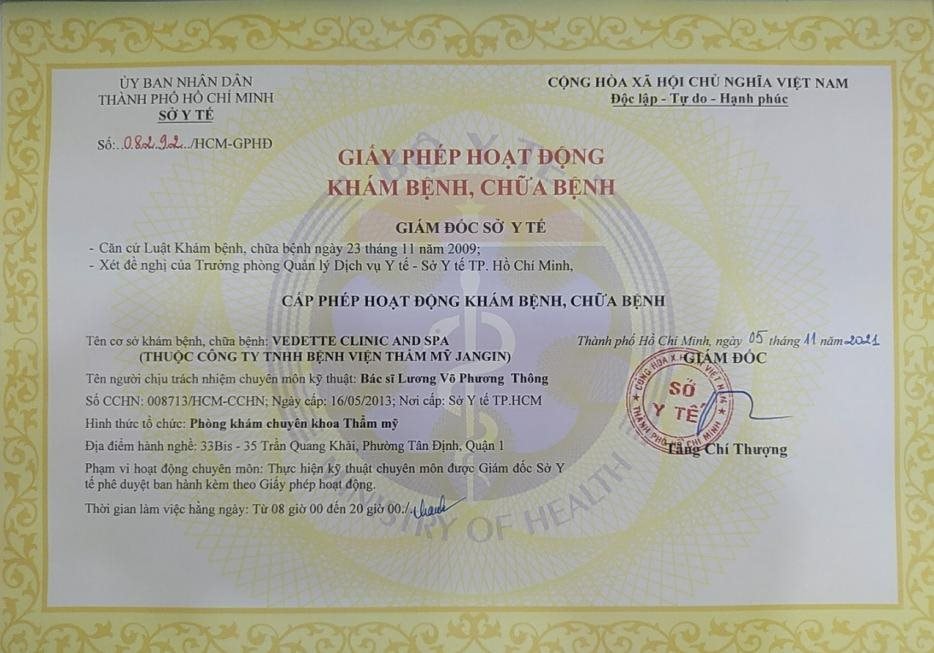 ỦY BAN NHÂN DÂN
THÀNH PHỐ HỒ CHÍ MINH
SỞ Y TẾ
Số:..08292../HCM-GPHĐ
CỘNG HÒA XÃ HỘI CHỦ NGHĨA VIỆT NAM
Độc lập - Tự do - Hạnh phúc
GIẤY PHÉP HOẠT ĐỘNG
KHÁM BỆNH, CHỮA BỆNH
GIÁM ĐỐC SỞ Y TẾ
- Căn cứ Luật Khám bệnh, chữa bệnh ngày 23 tháng 11 năm 2009;
- Xét đề nghị của Trưởng phòng Quản lý Dịch vụ Y tế - Sở Y tế TP. Hồ Chí Minh,
CẤP PHÉP HOẠT ĐỘNG KHÁM BỆNH, CHỮA BỆNH
Tên cơ sở khám bệnh, chữa bệnh: VEDETTE CLINIC AND SPA
(THUỘC CÔNG TY TNHH BỆNH VIỆN THẨM MỸ JANGIN)
Tên người chịu trách nhiệm chuyên môn kỹ thuật: Bác sĩ Lương Võ Phương Thông
Số CCHN: 008713/HCM-CCHN; Ngày cấp: 16/05/2013; Nơi cấp: Sở Y tế TP.HCM
Hình thức tổ chức: Phòng khám chuyên khoa Thẩm mỹ
Địa điểm hành nghề: 33Bis - 35 Trần Quang Khải, Phường Tân Định, Quận 1
Phạm vi hoạt động chuyên môn: Thực hiện kỹ thuật chuyên môn được Giám đốc Sở Y
tế phê duyệt ban hành kèm theo Giấy phép hoạt động.
Thời gian làm việc hằng ngày: Từ 08 giờ 00 đến 20 giờ 00./.
Thành phố Hồ Chí Minh, ngày 05 tháng 11 năm 2021
GIÁM ĐỐC
CỘNG HÒA X.H.C.N VIỆT NAM
SỞ
Y TẾ
THÀNH PHỐ HỒ CHÍ MINH
Tăng Chí Thượng
BỘ Y TẾ
MINISTRY OF HEALTH